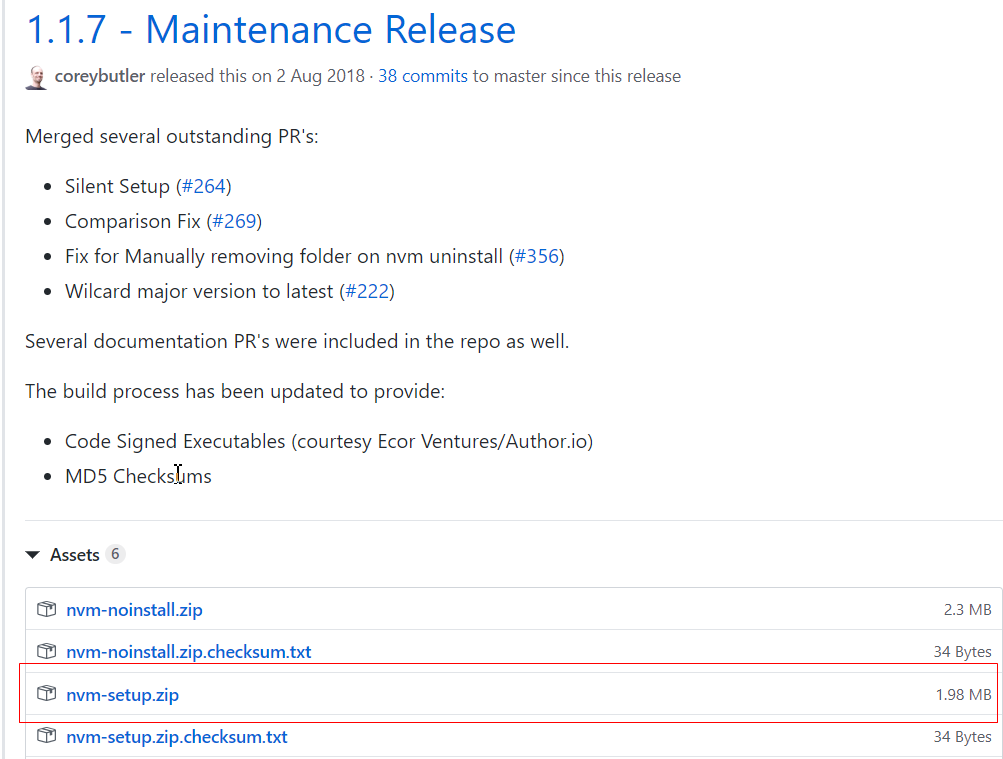 1.1.7 - Maintenance Release
coreybutler released this on 2 Aug 2018 · 38 commits to master since this release
Merged several outstanding PR's:
• Silent Setup (#264)
• Comparison Fix (#269)
• Fix for Manually removing folder on nvm uninstall (#356)
• Wilcard major version to latest (#222)
Several documentation PR's were included in the repo as well.
The build process has been updated to provide:
• Code Signed Executables (courtesy Ecor Ventures/Author.io)
• MD5 Checksums
Assets 6
nvm-noinstall.zip 2.3 MB
nvm-noinstall.zip.checksum.txt 34 Bytes
nvm-setup.zip 1.98 MB
nvm-setup.zip.checksum.txt 34 Bytes